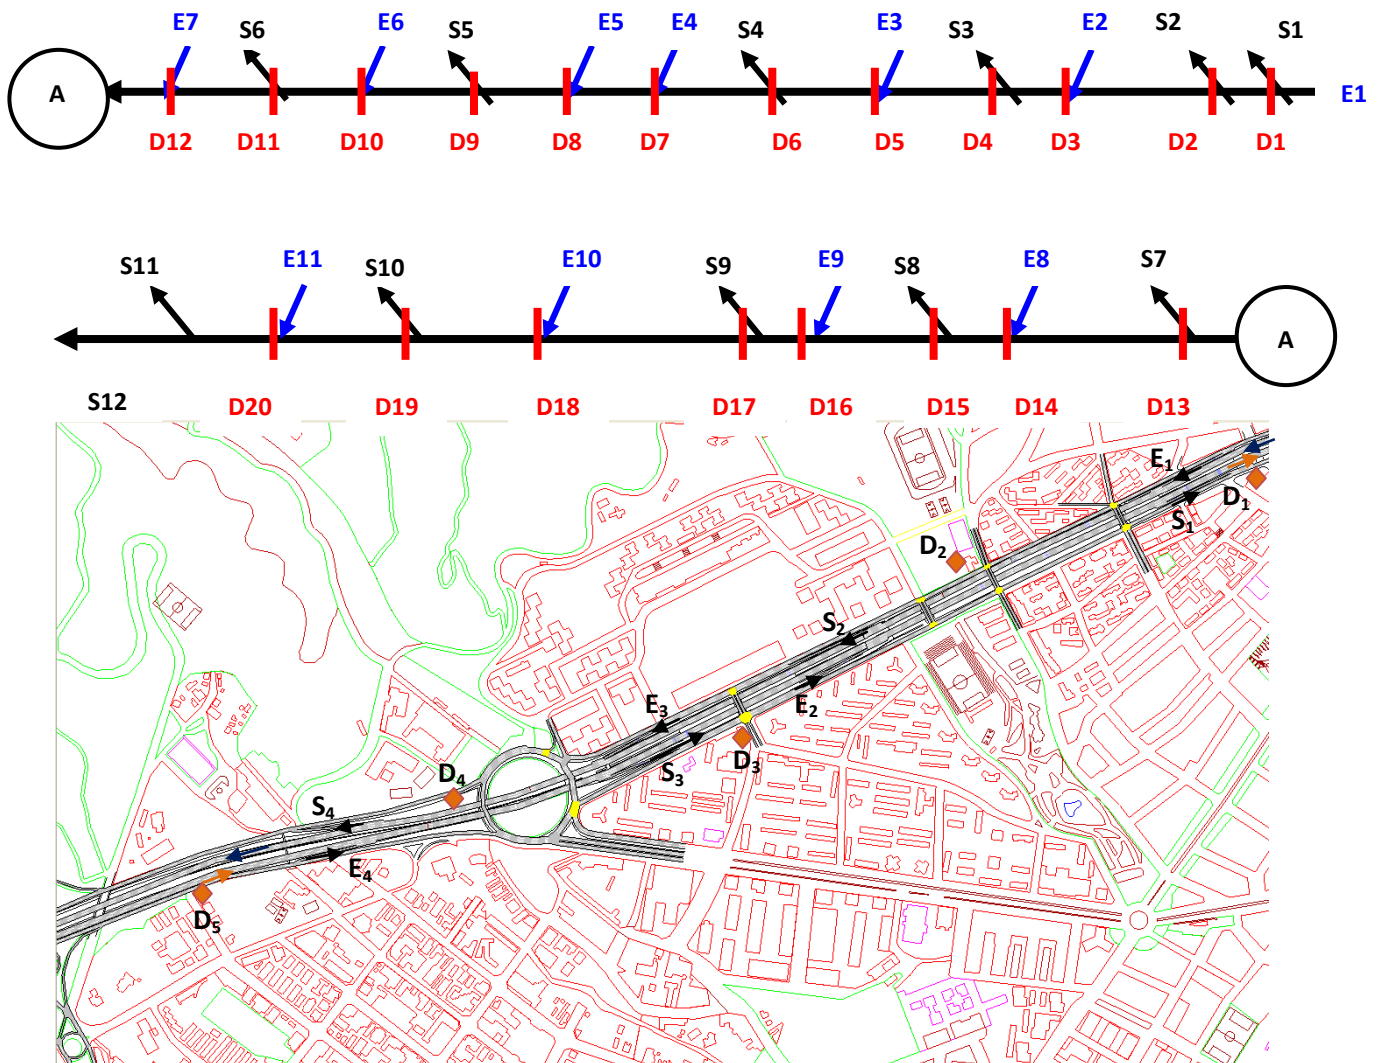 E7 S6 E6 S5 E5 E4 S4 E3 S3 E2 S2 S1
A E1
D12 D11 D10 D9 D8 D7 D6 D5 D4 D3 D2 D1
S11 E11 S10 E10 S9 E9 S8 E8 S7
A
S12 D20 D19 D18 D17 D16 D15 D14 D13
E1
D1
S1
D2
S2
E2
E3
D3
S3
D4
S4
E4
D5